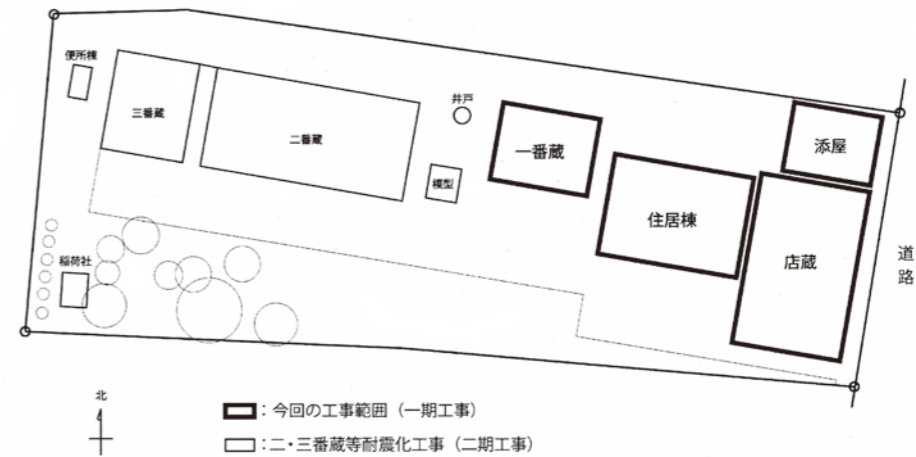 便所棟
三番蔵
二番蔵
井戸
模型
一番蔵
添屋
住居棟
店蔵
道路
稲荷社
北
：今回の工事範囲（一期工事）
：二・三番蔵等耐震化工事（二期工事）